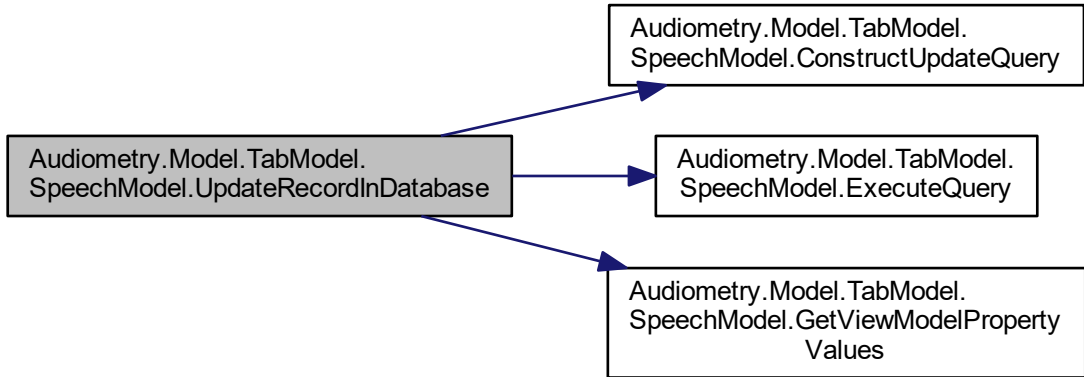 Audiometry.Model.TabModel.
SpeechModel.UpdateRecordInDatabase
Audiometry.Model.TabModel.
SpeechModel.ConstructUpdateQuery
Audiometry.Model.TabModel.
SpeechModel.ExecuteQuery
Audiometry.Model.TabModel.
SpeechModel.GetViewModelProperty
Values